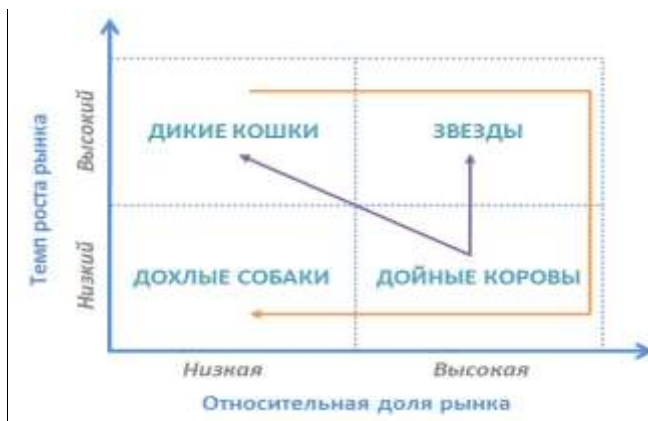 Темп роста рынка
Высокий
Низкий
ДИКИЕ КОШКИ
ЗВЕЗДЫ
ДОХЛЫЕ СОБАКИ
ДОЙНЫЕ КОРОВЫ
Низкая
Высокая
Относительная доля рынка